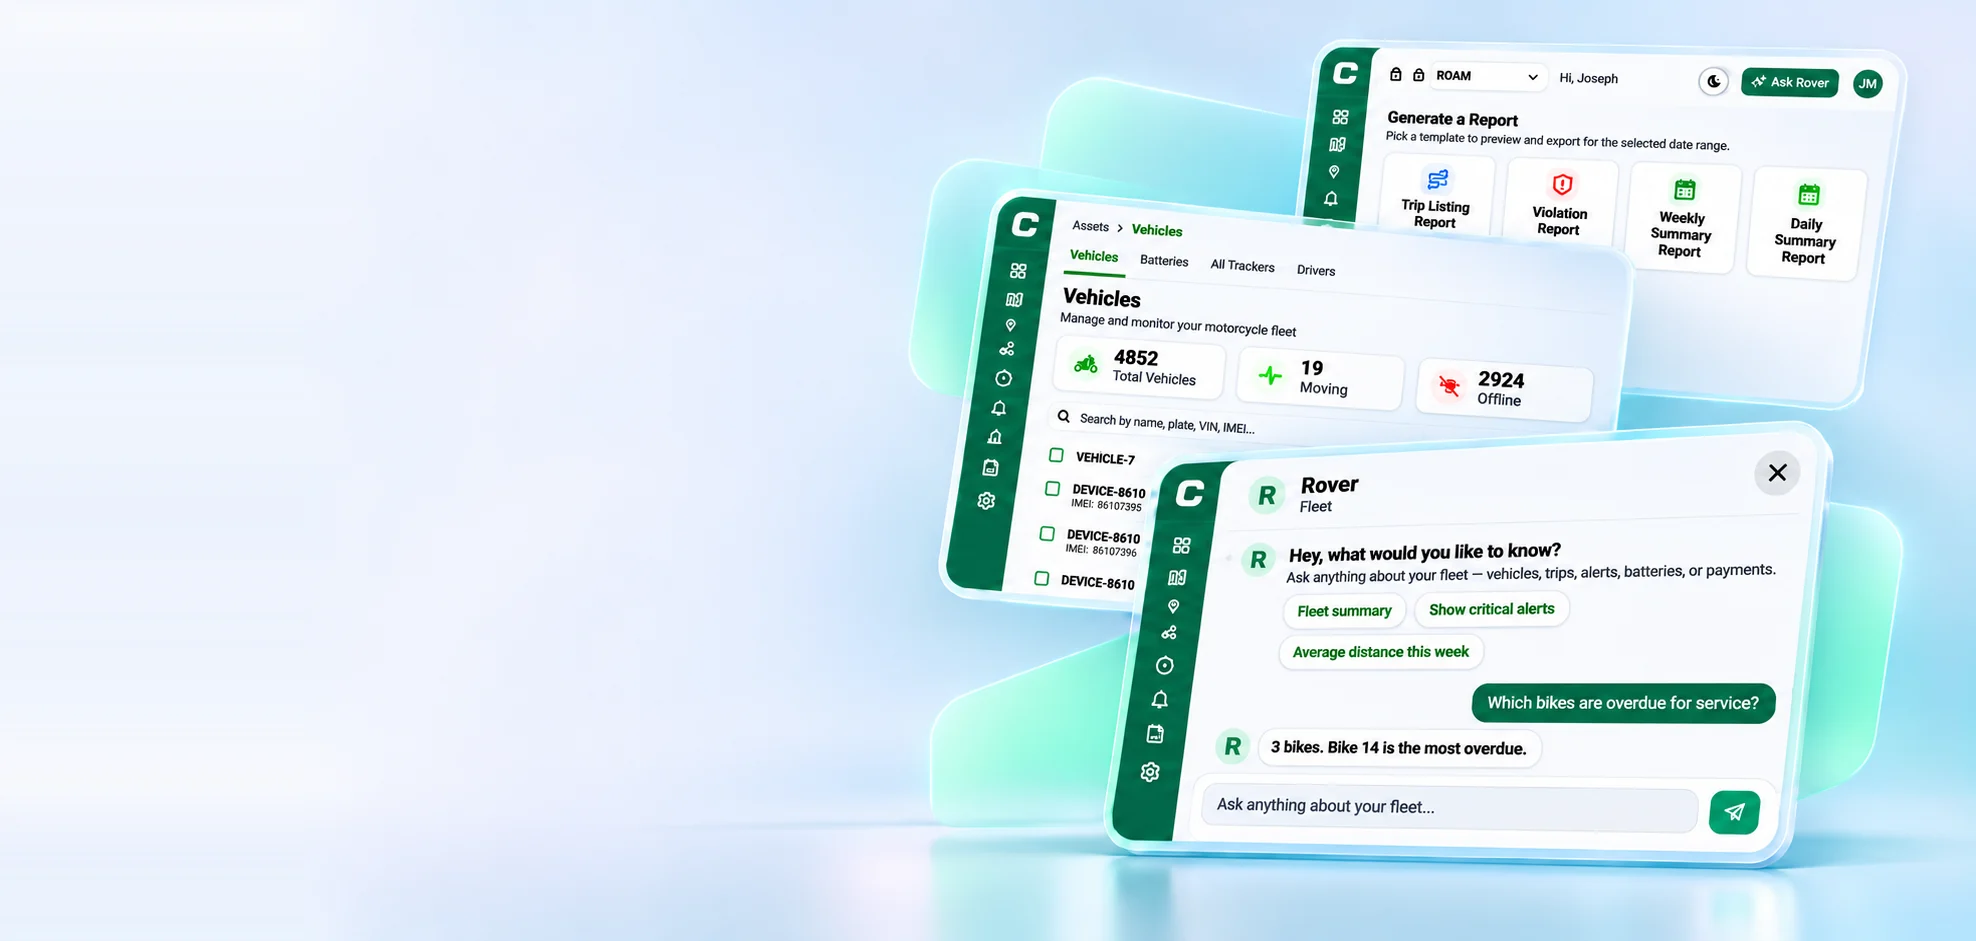 C
ROAM
Hi, Joseph
Ask Rover
JM
Generate a Report
Pick a template to preview and export for the selected date range.
Trip Listing
Report
Violation
Report
Weekly
Summary
Report
Daily
Summary
Report
C
Assets > Vehicles
Vehicles
Batteries
All Trackers
Drivers
Vehicles
Manage and monitor your motorcycle fleet
4852
Total Vehicles
19
Moving
2924
Offline
Search by name, plate, VIN, IMEI...
VEHICLE-7
DEVICE-8610
IMEI: 86107395
DEVICE-8610
IMEI: 86107396
DEVICE-8610
C
R
Rover
Fleet
R
Hey, what would you like to know?
Ask anything about your fleet — vehicles, trips, alerts, batteries, or payments.
Fleet summary
Show critical alerts
Average distance this week
Which bikes are overdue for service?
R
3 bikes. Bike 14 is the most overdue.
Ask anything about your fleet...